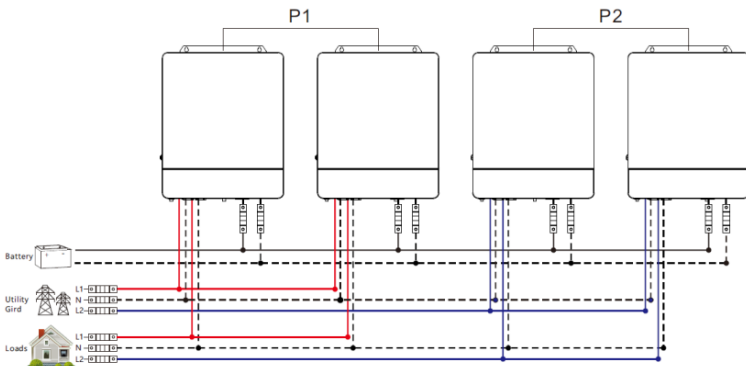 P1 P2
Battery
L1
Utility N
Gird L2
L1
Loads N
L2